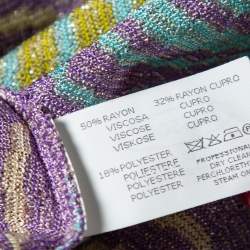 50% RAYON 32% RAYON CUPRO
VISCOSA CUPRO
VISCOSE CUPRO
VISKOSE CUPRO
18% POLYESTER
POLIESTER
POLYESTERE
POLYESTER
PROFESSIONAL
DRY CLEAN
PERCHLORETH
STEAM ON